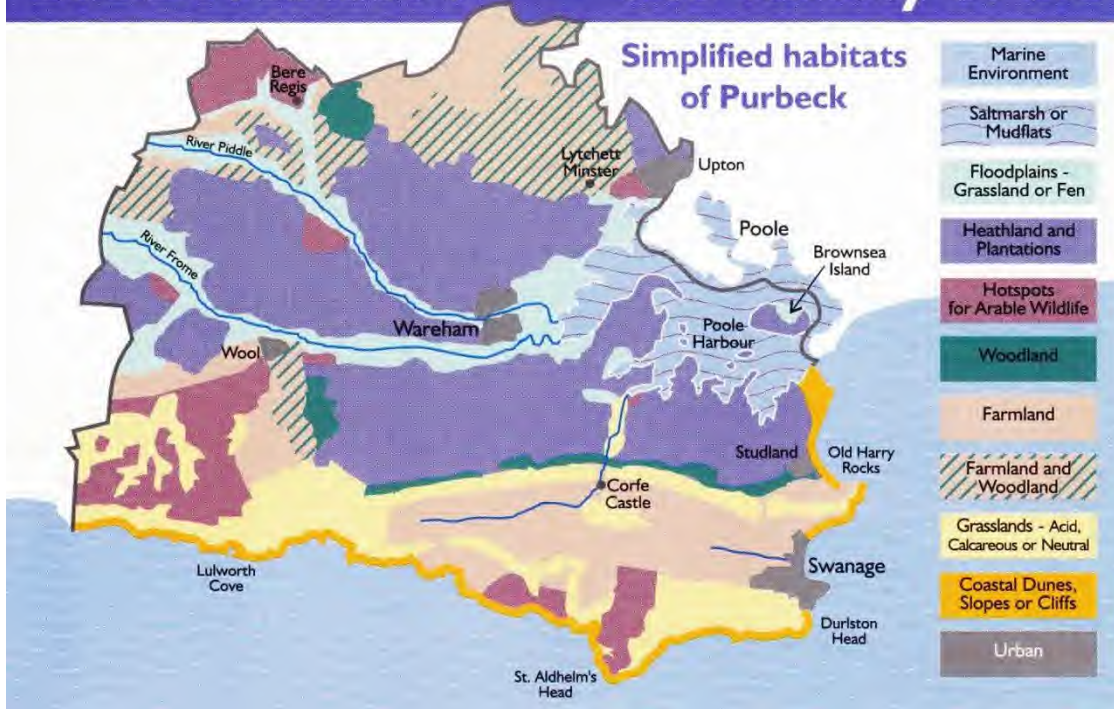 Simplified habitats
of Purbeck
Bere
Regis
River Piddle
Lytchett
Minster
Upton
Poole
Brownsea
Island
River Frome
Wareham
Poole
Harbour
Wool
Studland
Old Harry
Rocks
Corfe
Castle
Swanage
Lulworth
Cove
Durlston
Head
St. Aldhelm's
Head
Marine
Environment
Saltmarsh or
Mudflats
Floodplains -
Grassland or Fen
Heathland and
Plantations
Hotspots
for Arable Wildlife
Woodland
Farmland
Farmland and
Woodland
Grasslands - Acid,
Calcareous or Neutral
Coastal Dunes,
Slopes or Cliffs
Urban